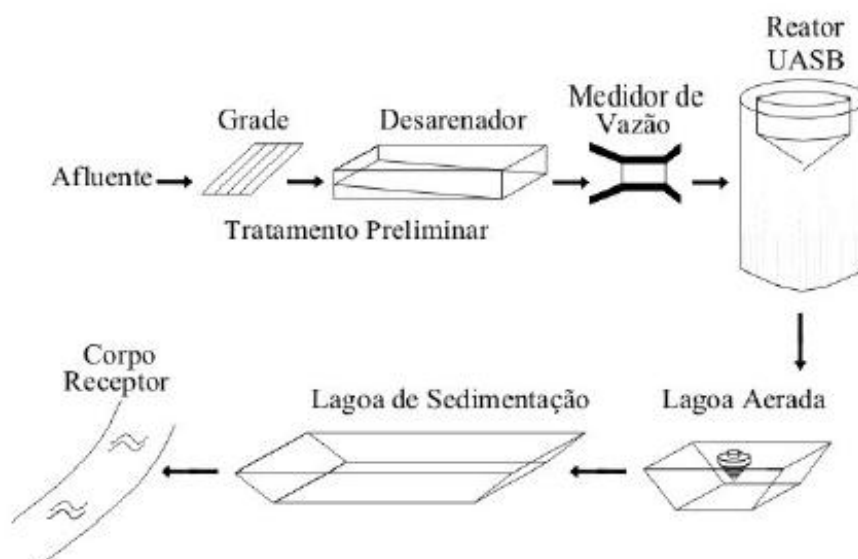 Reator
UASB
Medidor de
Vazão
Grade
Desarenador
Afluente
Tratamento Preliminar
Corpo
Receptor
Lagoa de Sedimentação
Lagoa Aerada